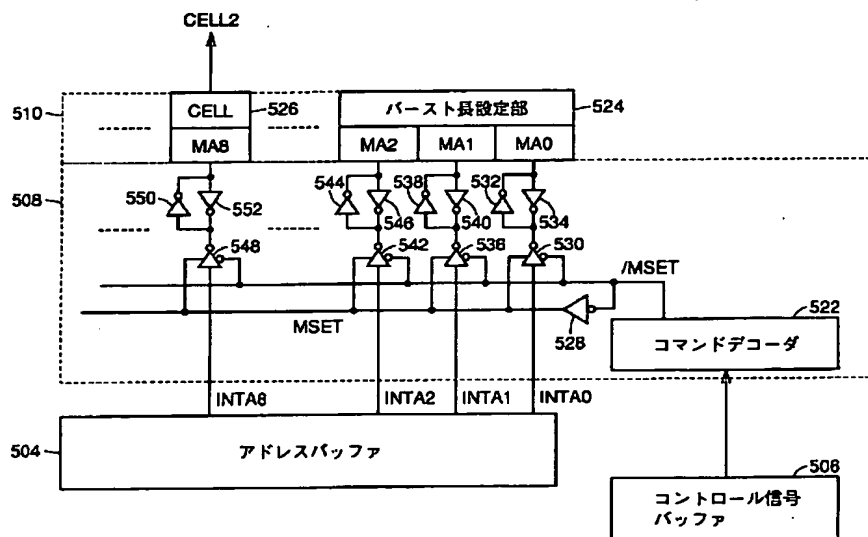 CELL2
510
CELL
526
バースト長設定部
524
MA8
MA2
MA1
MA0
508
550
552
544
546
538
540
532
534
548
542
536
530
/MSET
MSET
528
522
コマンドデコーダ
INTA8
INTA2
INTA1
INTA0
504
アドレスバッファ
506
コントロール信号
バッファ